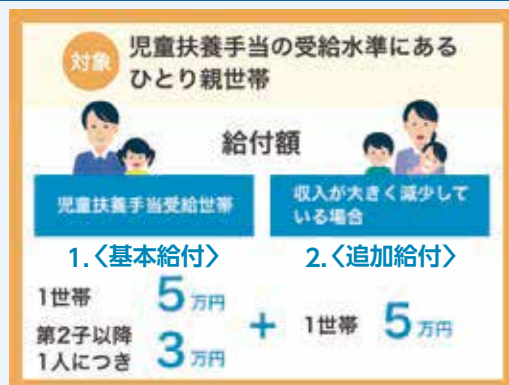 対象
児童扶養手当の受給水準にある
ひとり親世帯
給付額
児童扶養手当受給世帯
1.〈基本給付〉
1世帯 5万円
第2子以降
1人につき 3万円
+
収入が大きく減少して
いる場合
2.〈追加給付〉
1世帯 5万円